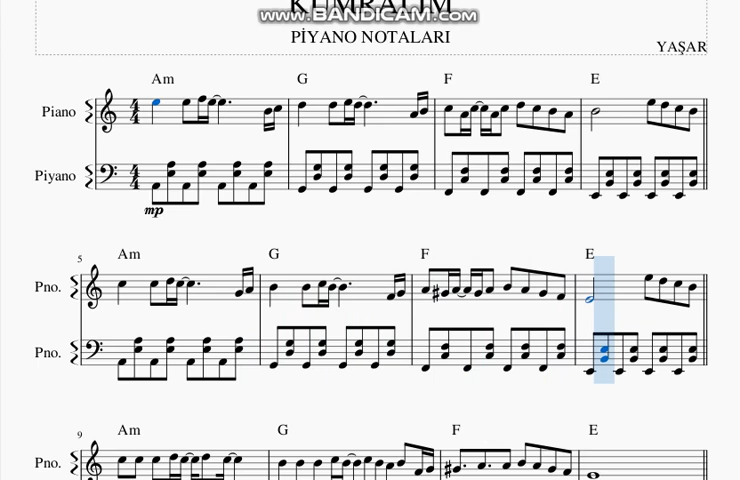 KUMRALIM
www.BANDICAM.com
PİYANO NOTALARI
YAŞAR
Am G F E
Piano
Piyano
mp
5
Am G F E
Pno.
Pno.
9
Am G F E
Pno.